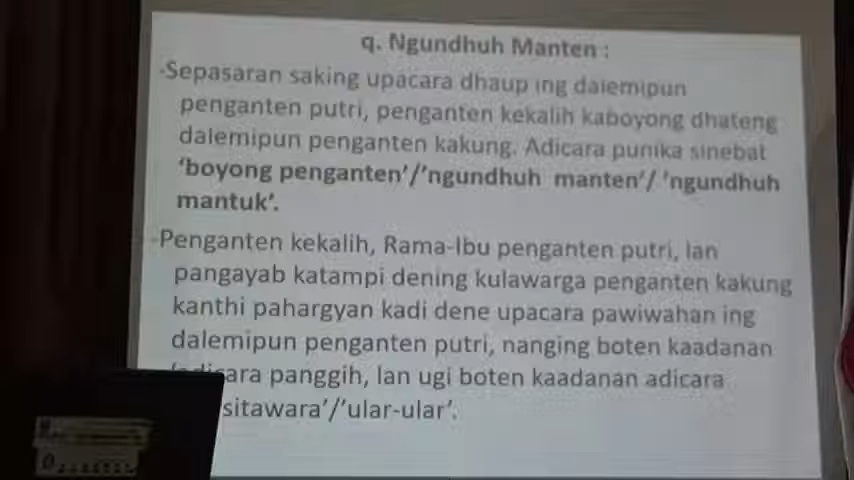 q. Ngundhuh Manten :
-Sepasaran saking upacara dhaup ing dalemipun
penganten putri, penganten kekalih kaboyong dhateng
dalemipun penganten kakung. Adicara punika sinebat
‘boyong penganten’/’ngundhuh manten’/ ’ngundhuh
mantuk’.
-Penganten kekalih, Rama-Ibu penganten putri, lan
pangayab katampi dening kulawarga penganten kakung
kanthi pahargyan kadi dene upacara pawiwahan ing
dalemipun penganten putri, nanging boten kaadanan
panggih, lan ugi boten kaadanan adicara
sitawara’/’ular-ular’.